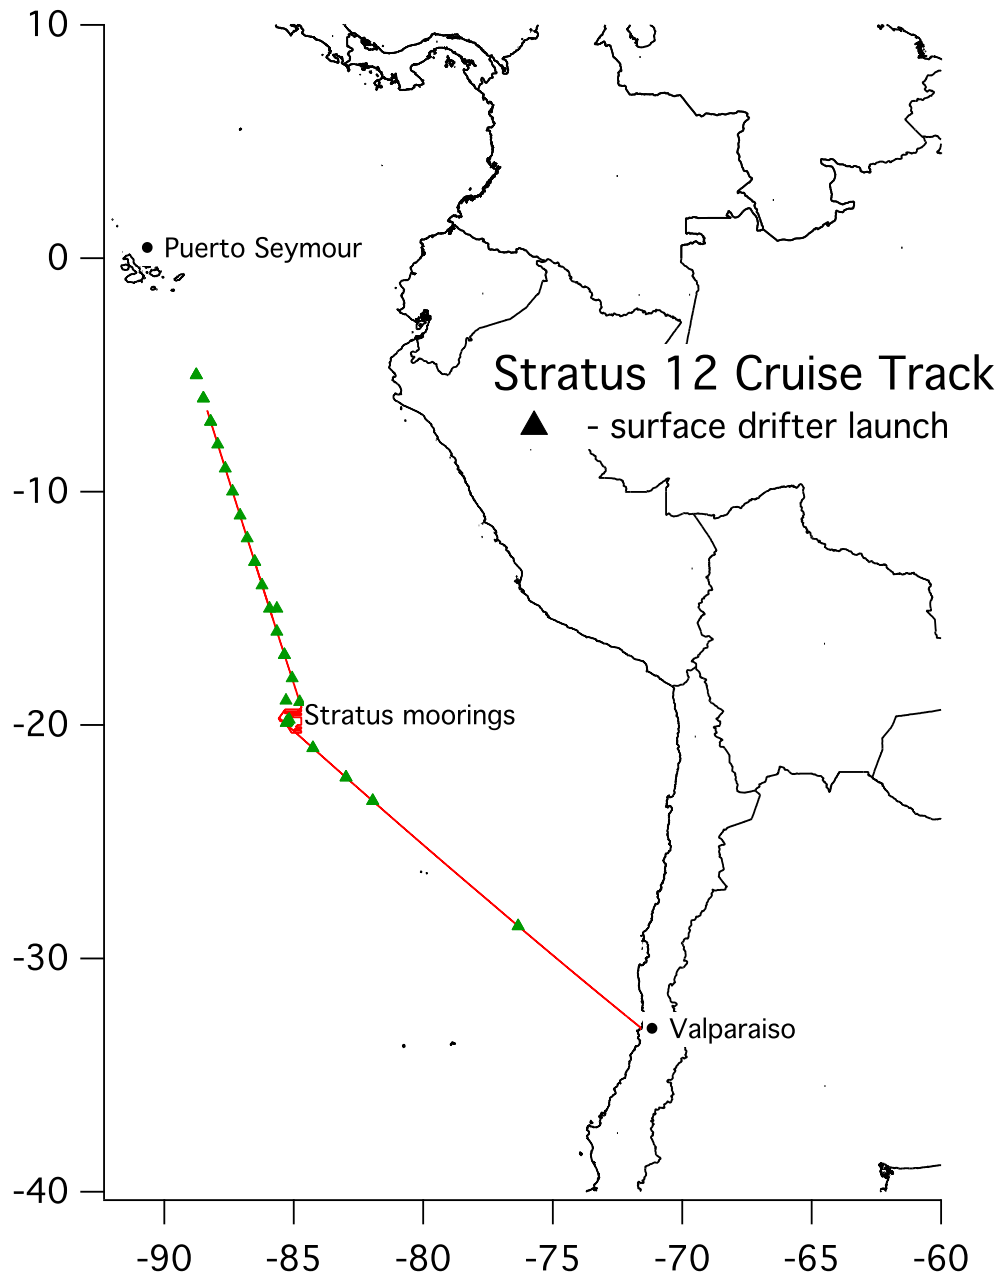 10
Puerto Seymour
0
Stratus 12 Cruise Track
- surface drifter launch
-10
Stratus moorings
-20
-30
Valparaiso
-40
-90 -85 -80 -75 -70 -65 -60